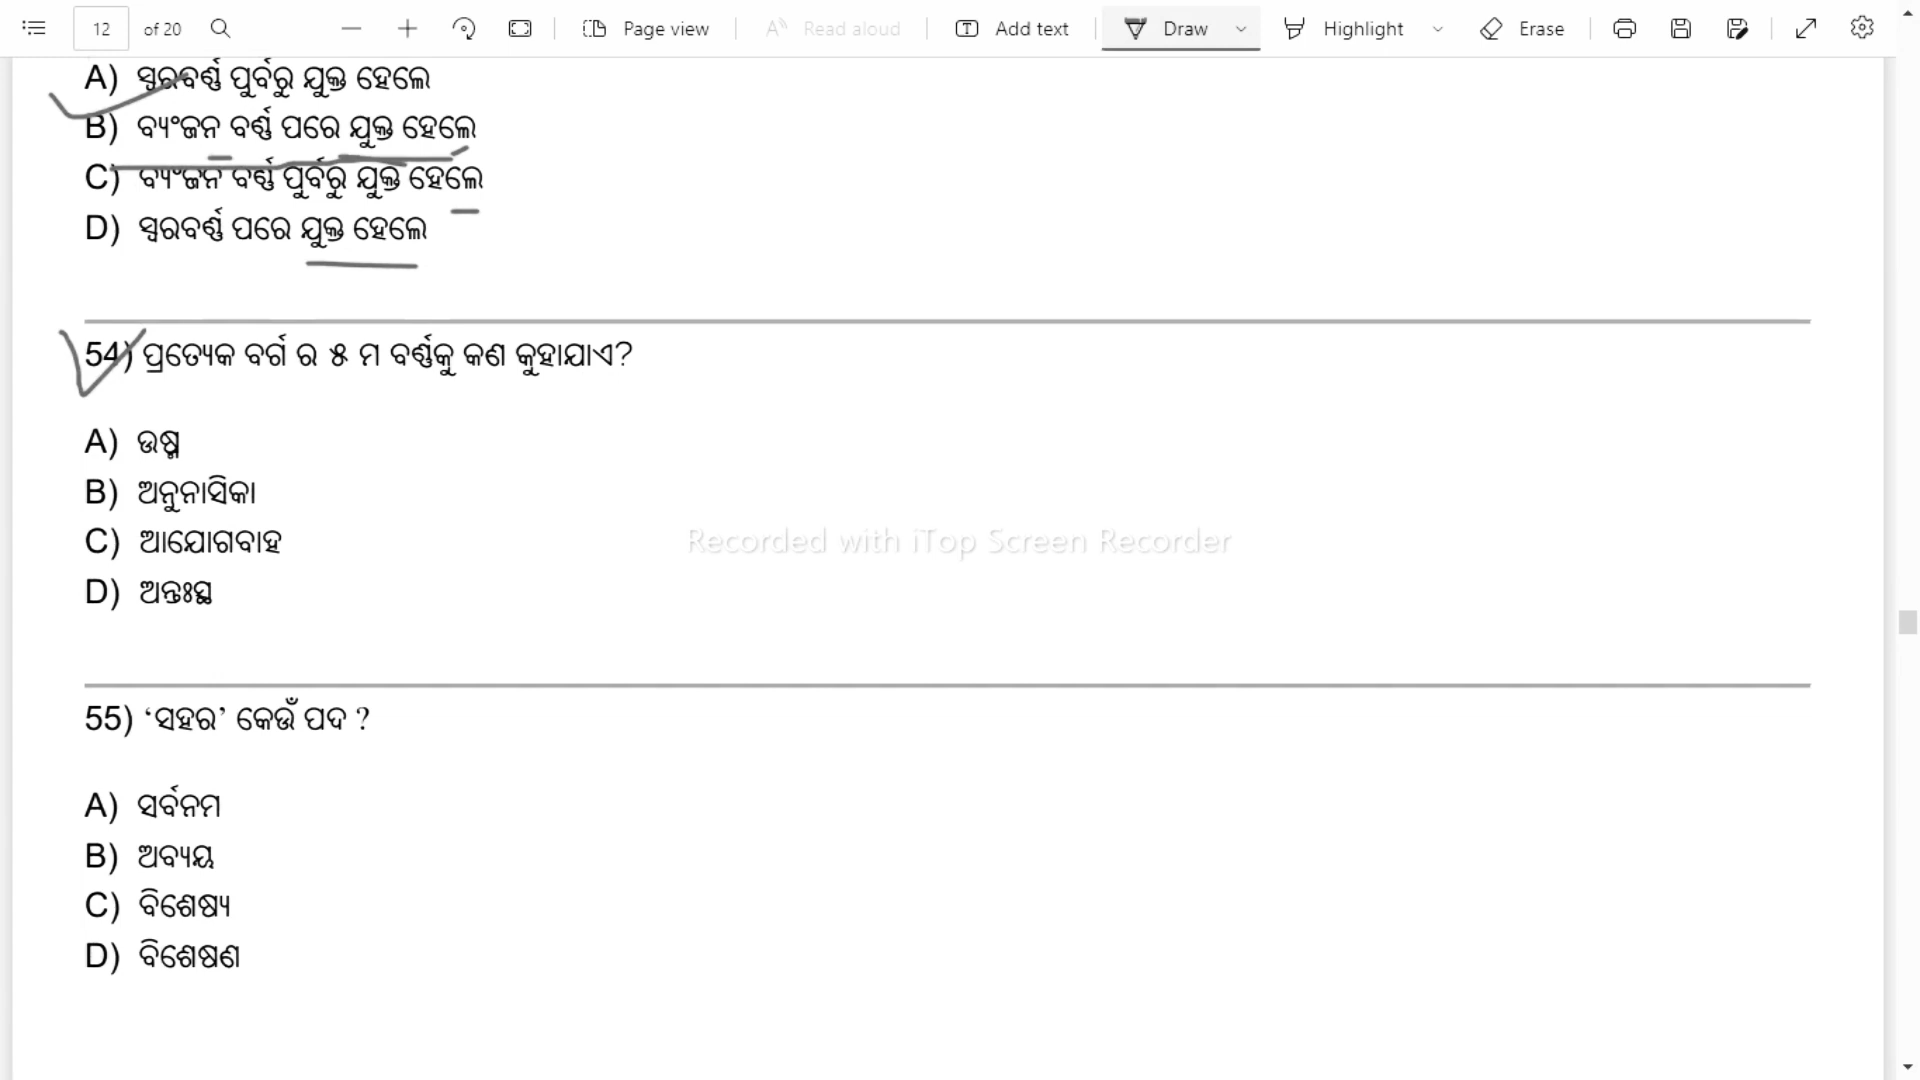 12 of 20 Page view Read aloud Add text Draw Highlight Erase
A) ସ୍ୱରବର୍ଣ୍ଣ ପୁର୍ବରୁ ଯୁକ୍ତ ହେଲେ
B) ବ୍ୟଂଜନ ବର୍ଣ୍ଣ ପରେ ଯୁକ୍ତ ହେଲେ
C) ବ୍ୟଂଜନ ବର୍ଣ୍ଣ ପୁର୍ବରୁ ଯୁକ୍ତ ହେଲେ
D) ସ୍ୱରବର୍ଣ୍ଣ ପରେ ଯୁକ୍ତ ହେଲେ
54) ପ୍ରତ୍ୟେକ ବର୍ଗ ର ୫ ମ ବର୍ଣ୍ଣକୁ କଣ କୁହାଯାଏ?
A) ଉଷ୍ମ
B) ଅନୁନାସିକା
C) ଆଯୋଗବାହ
D) ଅନ୍ତଃସ୍ଥ
Recorded with iTop Screen Recorder
55) ‘ସହର’ କେଉଁ ପଦ ?
A) ସର୍ବନମ
B) ଅବ୍ୟୟ
C) ବିଶେଷ୍ୟ
D) ବିଶେଷଣ